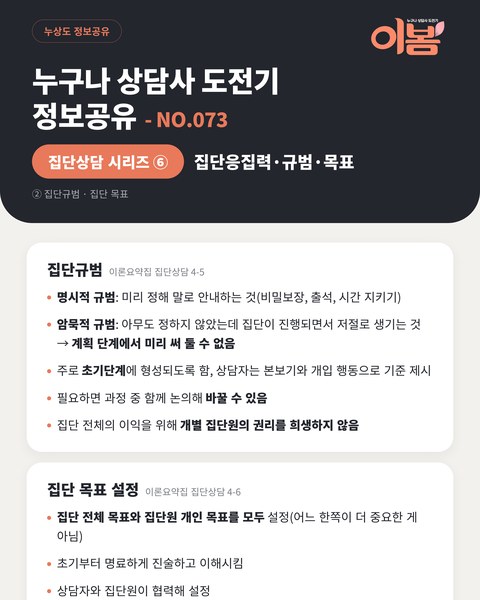 누상도 정보공유
누구나 상담사 도전기
이봄
누구나 상담사 도전기
정보공유 - NO.073
집단상담 시리즈 ⑥ 집단응집력·규범·목표
② 집단규범 · 집단 목표
집단규범 이론요약집 집단상담 4-5
• 명시적 규범: 미리 정해 말로 안내하는 것(비밀보장, 출석, 시간 지키기)
• 암묵적 규범: 아무도 정하지 않았는데 집단이 진행되면서 저절로 생기는 것
→ 계획 단계에서 미리 써 둘 수 없음
• 주로 초기단계에 형성되도록 함, 상담자는 본보기와 개입 행동으로 기준 제시
• 필요하면 과정 중 함께 논의해 바꿀 수 있음
• 집단 전체의 이익을 위해 개별 집단원의 권리를 희생하지 않음
집단 목표 설정 이론요약집 집단상담 4-6
• 집단 전체 목표와 집단원 개인 목표를 모두 설정(어느 한쪽이 더 중요한 게
아님)
• 초기부터 명료하게 진술하고 이해시킴
• 상담자와 집단원이 협력해 설정